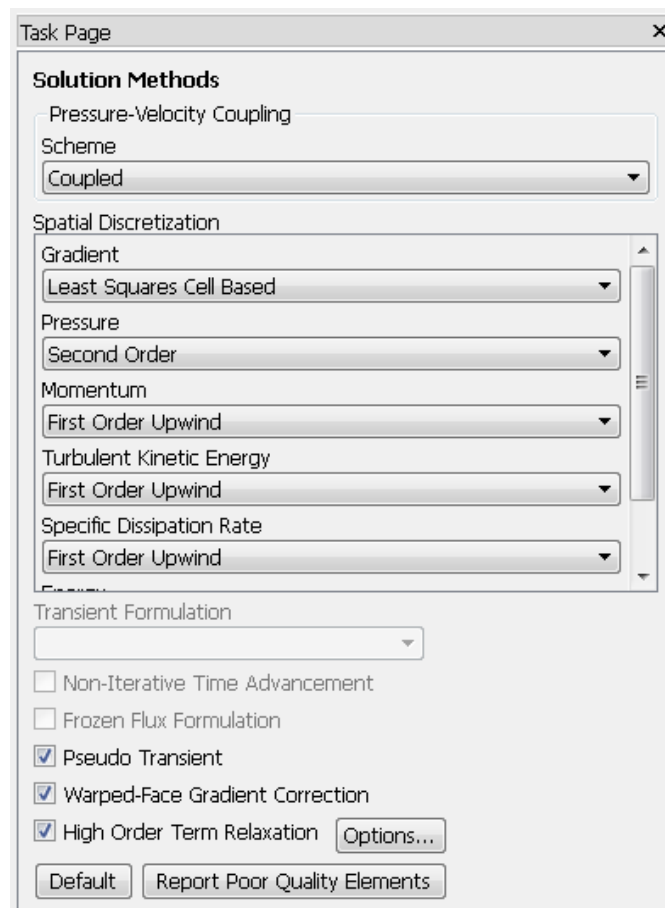 Task Page
Solution Methods
Pressure-Velocity Coupling
Scheme
Coupled
Spatial Discretization
Gradient
Least Squares Cell Based
Pressure
Second Order
Momentum
First Order Upwind
Turbulent Kinetic Energy
First Order Upwind
Specific Dissipation Rate
First Order Upwind
Energy
Transient Formulation
Non-Iterative Time Advancement
Frozen Flux Formulation
Pseudo Transient
Warped-Face Gradient Correction
High Order Term Relaxation Options...
Default Report Poor Quality Elements